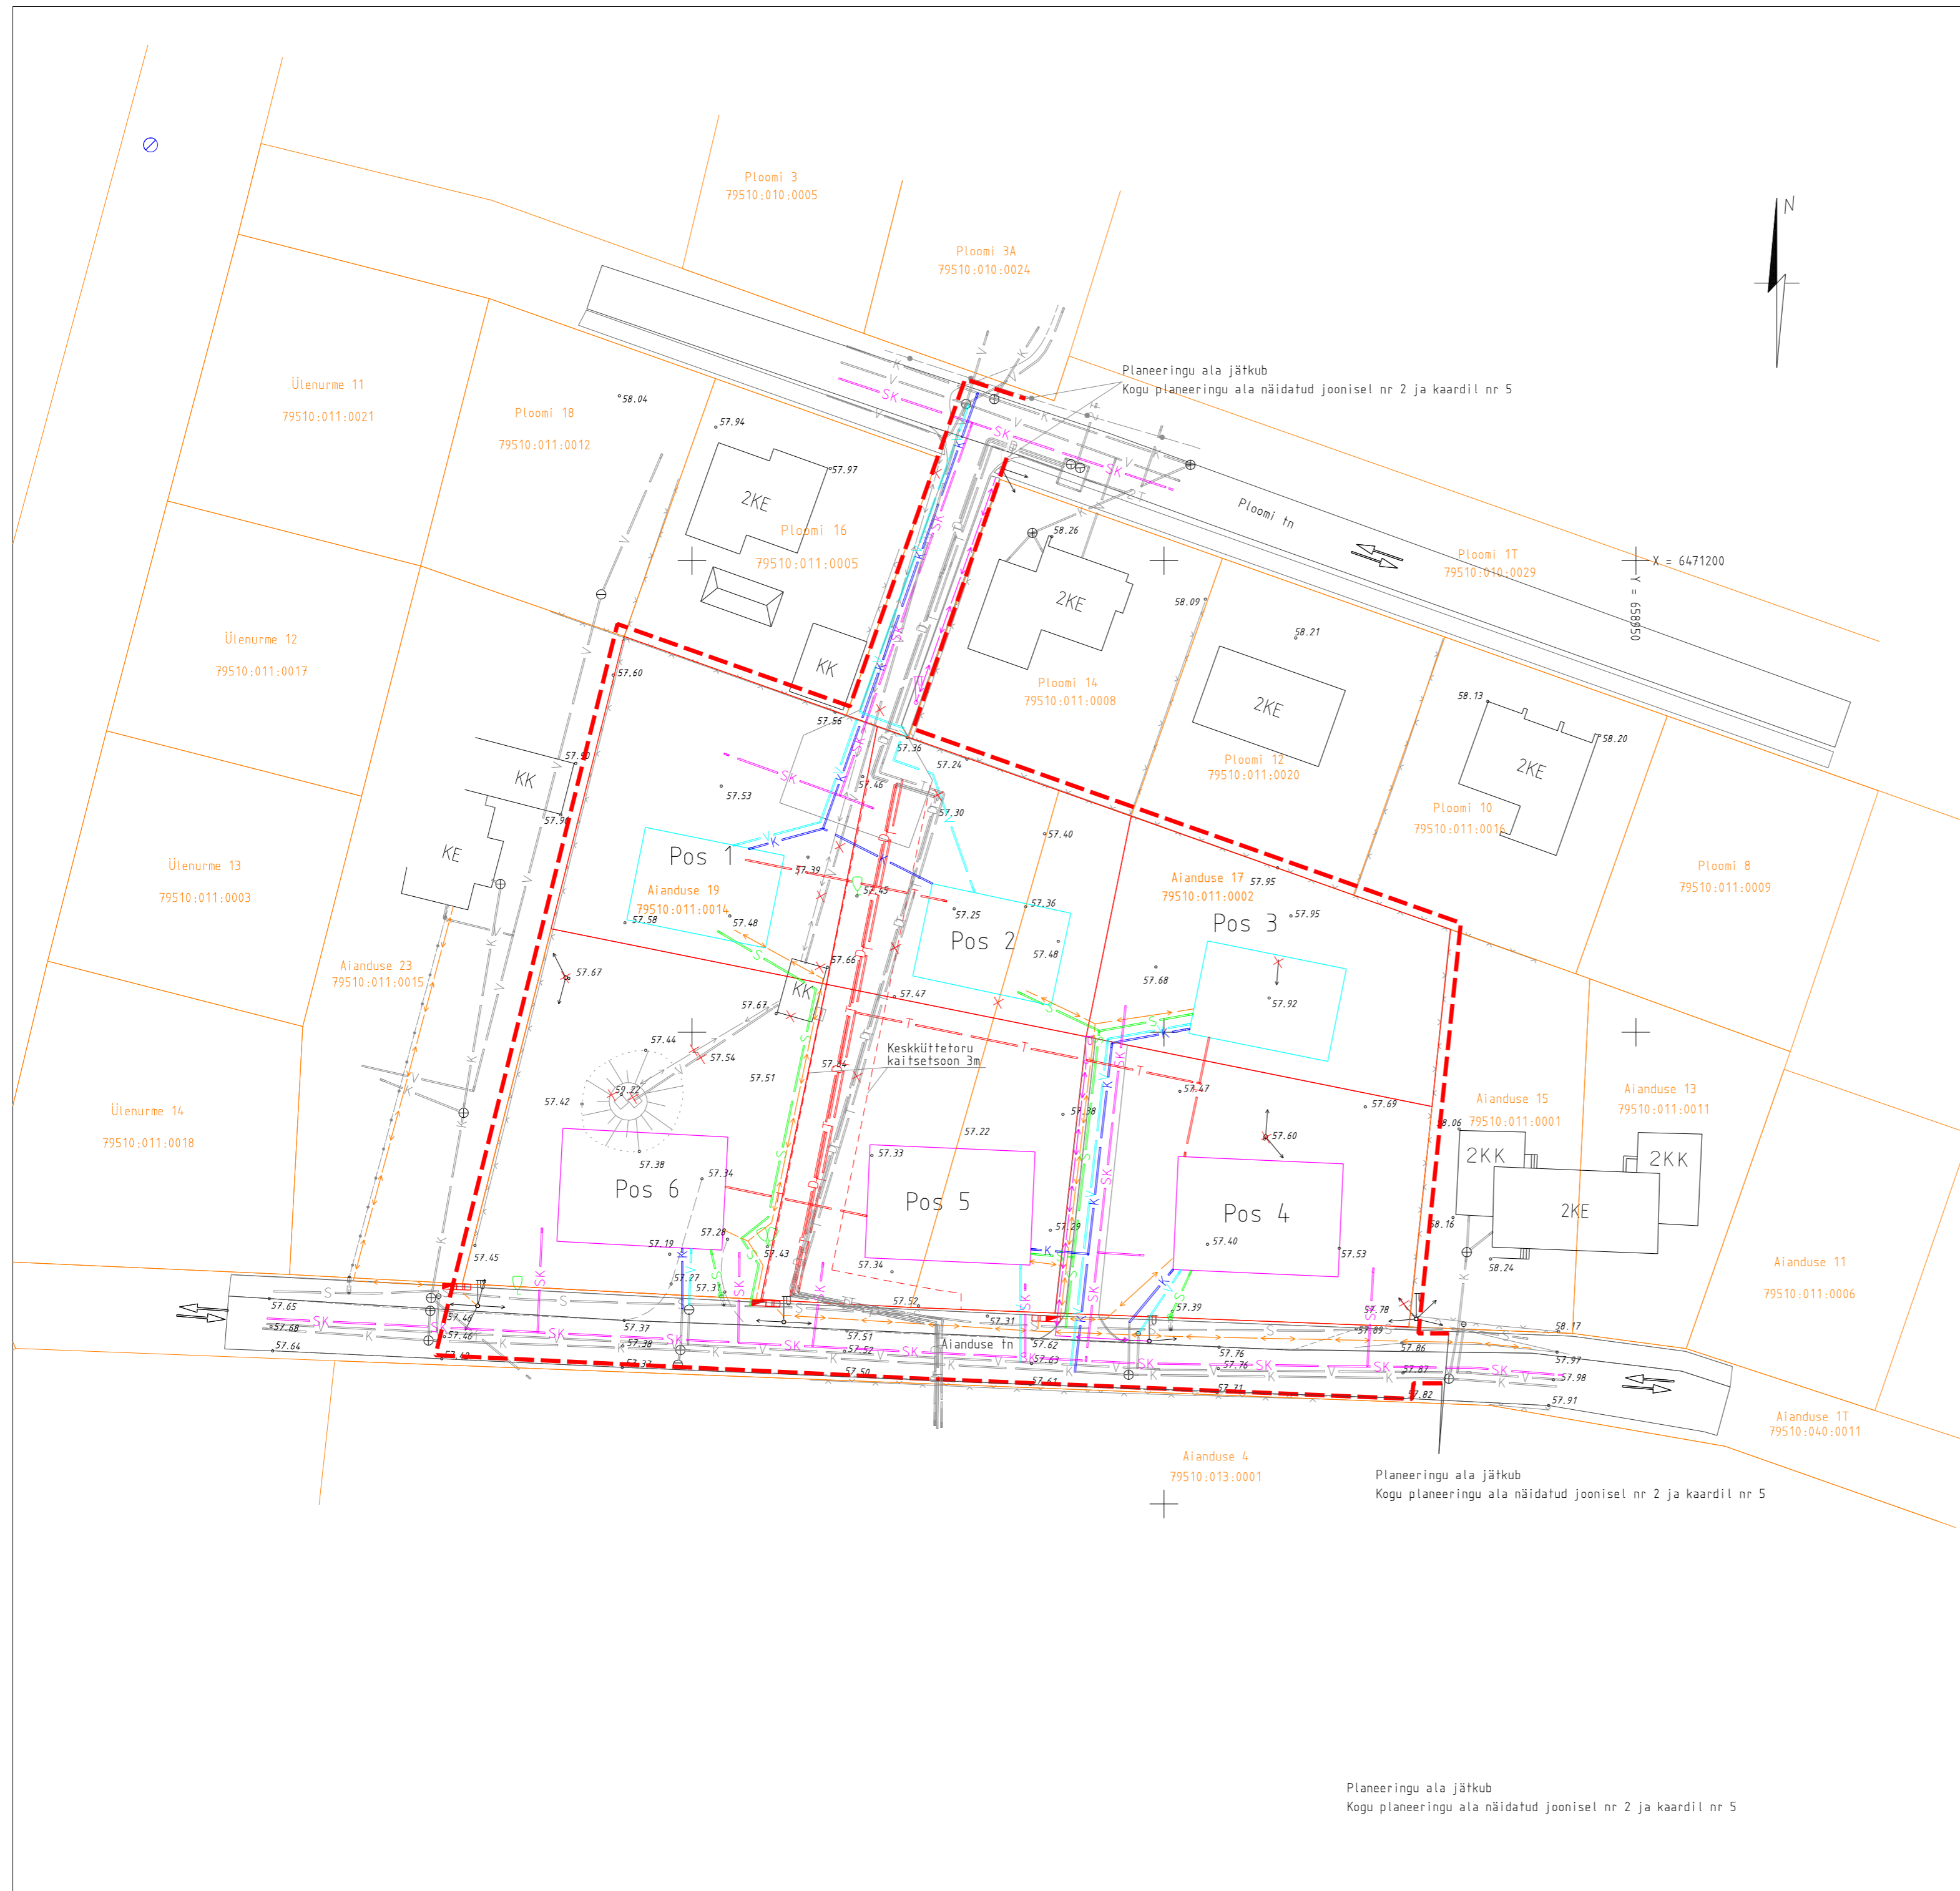 Ploomi 3
79510:010:0005
Ploomi 3A
79510:010:0024
N
Planeeringu ala jätkub
Kogu planeeringu ala näidatud joonisel nr 2 ja kaardil nr 5
Ülenurme 11
79510:011:0021
Ploomi 18
79510:011:0012
58.04
57.94
57.97
2KE
Ploomi 16
79510:011:0005
KK
58.26
2KE
Ploomi 14
79510:011:0008
Ploomi tn
Ploomi 1T
79510:010:0029
X = 6471200
Y = 658950
58.09
58.21
2KE
Ploomi 12
79510:011:0020
58.13
58.20
2KE
Ploomi 10
79510:011:0016
Ploomi 8
79510:011:0009
Ülenurme 12
79510:011:0017
57.60
57.56
57.36
57.24
57.46
57.30
57.40
57.53
KK
KE
Ülenurme 13
79510:011:0003
Pos 1
Aianduse 19
79510:011:0014
57.39
57.45
57.58
57.48
57.25
57.36
Pos 2
57.48
Aianduse 17
79510:011:0002
57.95
57.95
Pos 3
57.68
57.92
Aianduse 23
79510:011:0015
57.67
57.66
57.67
KK
57.47
57.44
57.54
57.51
59.22
57.42
57.38
57.34
Keskküttetoru
kaitsetsoon 3m
57.38
57.22
57.33
57.47
57.69
57.60
Ülenurme 14
79510:011:0018
Pos 6
Pos 5
Pos 4
57.45
57.19
57.28
57.27
57.31
57.43
57.34
57.52
57.31
57.29
57.40
57.53
57.39
Aianduse 15
79510:011:0001
58.06
2KK
2KK
2KE
58.16
58.24
Aianduse 13
79510:011:0011
Aianduse 11
79510:011:0006
57.65
57.68
57.64
57.46
57.46
57.37
57.38
57.51
57.52
57.50
Aianduse tn
57.62
57.63
57.61
57.76
57.76
57.71
57.78
57.89
57.86
57.87
57.82
58.17
57.97
57.98
57.91
Aianduse 1T
79510:040:0011
Aianduse 4
79510:013:0001
Planeeringu ala jätkub
Kogu planeeringu ala näidatud joonisel nr 2 ja kaardil nr 5
Planeeringu ala jätkub
Kogu planeeringu ala näidatud joonisel nr 2 ja kaardil nr 5